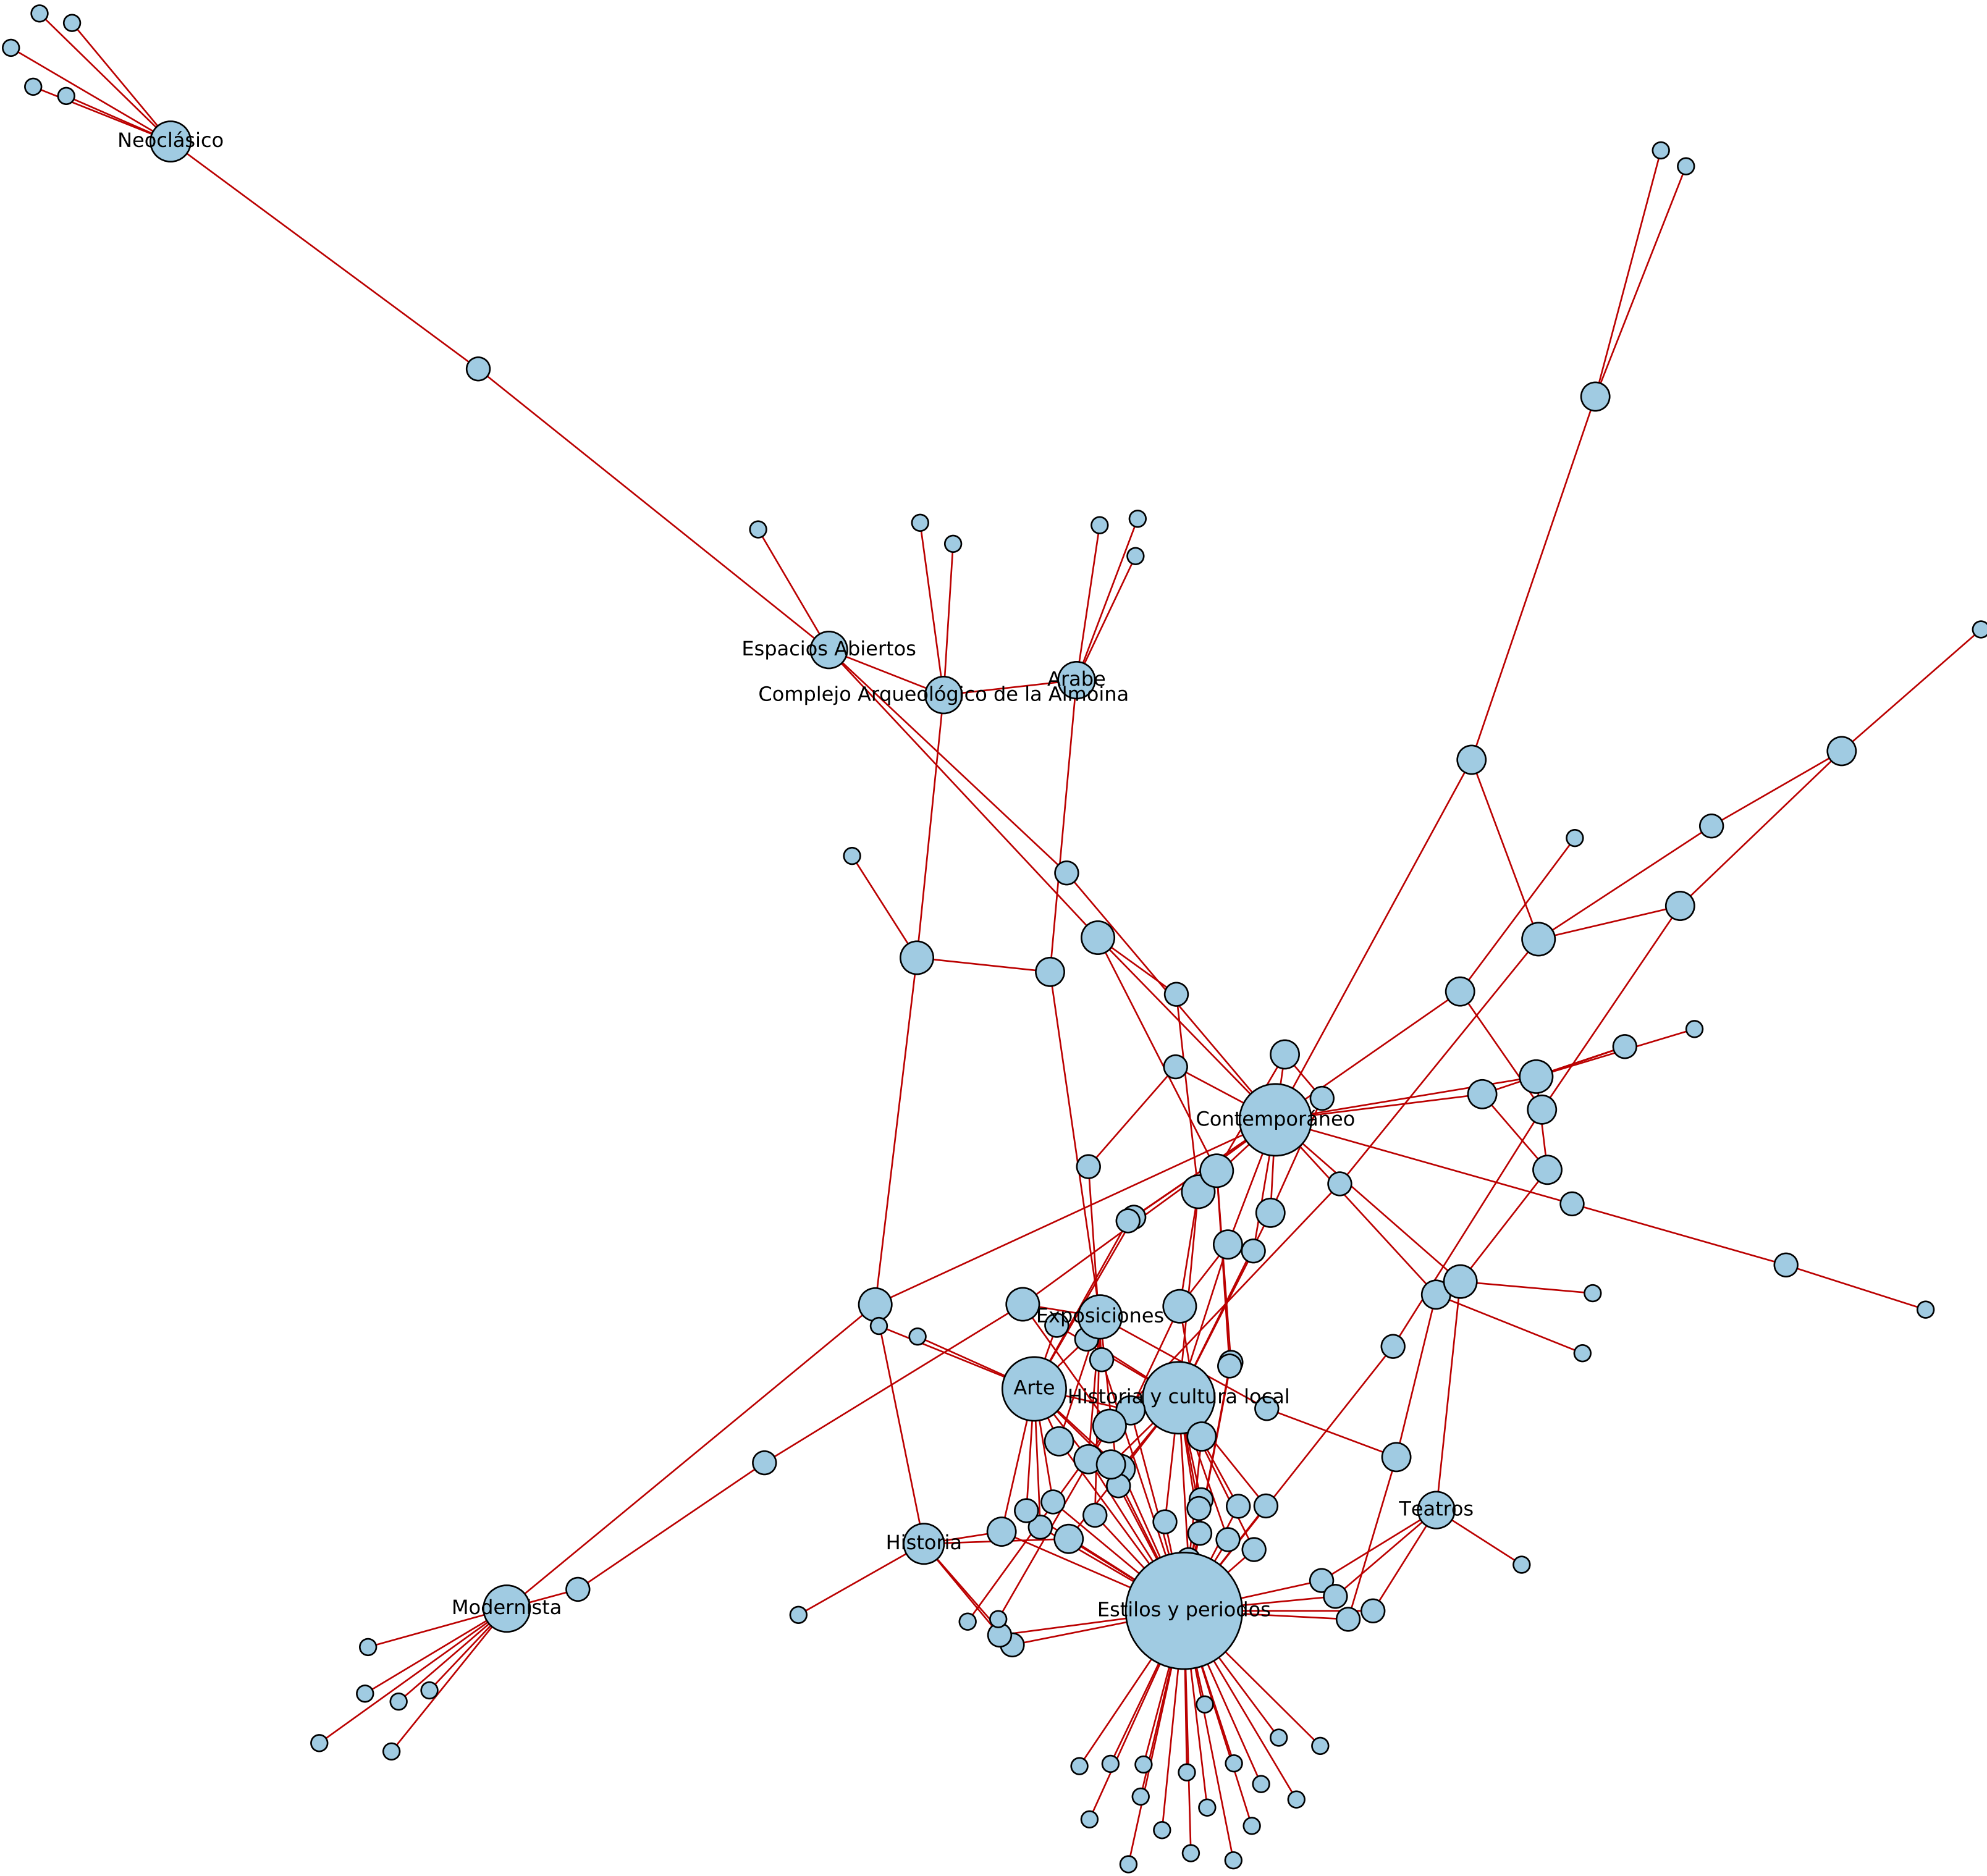 Neoclásico
Espacios Abiertos
Árabe
Complejo Arqueológico de la Almoina
Contemporáneo
Exposiciones
Arte
Historia y cultura local
Teatros
Historia
Modernista
Estilos y periodos